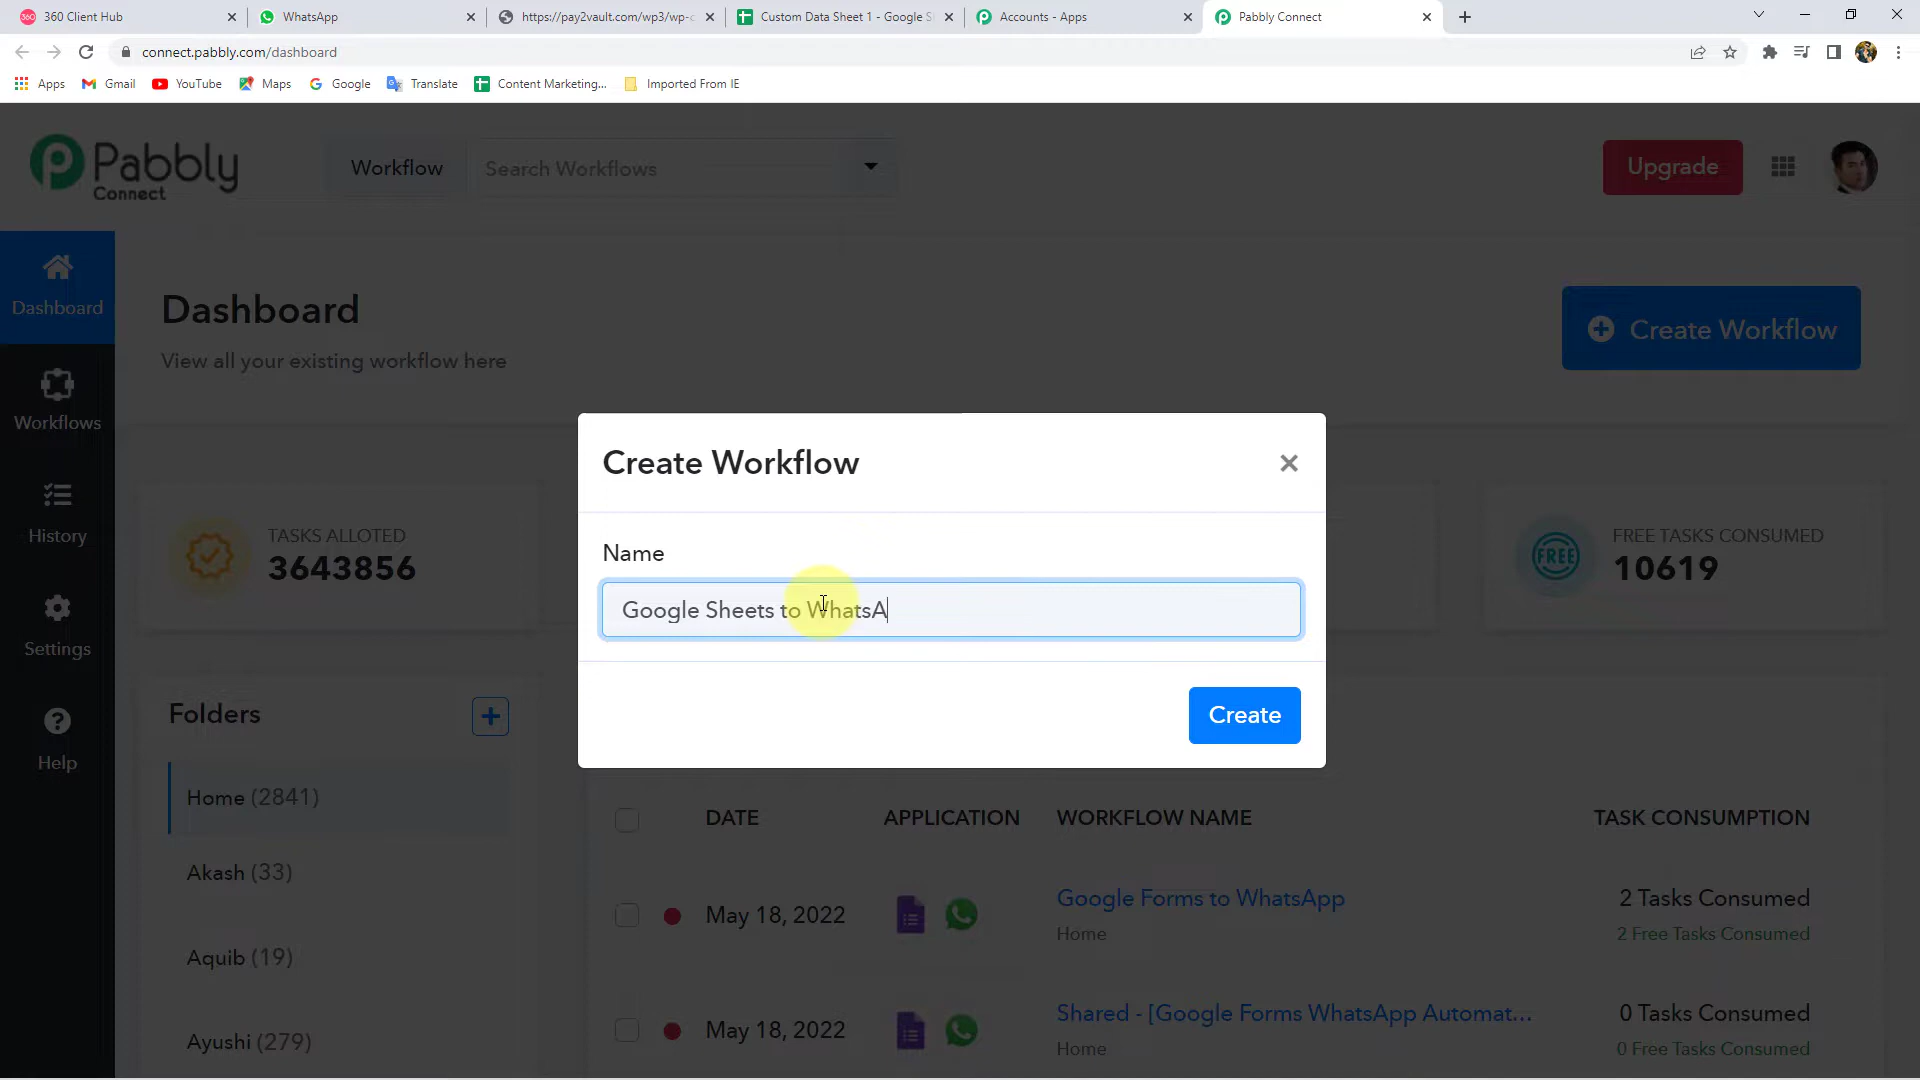 360 Client Hub
WhatsApp
https://pay2vault.com/wp3/wp-c
Custom Data Sheet 1 - Google S
Accounts - Apps
Pabbly Connect
connect.pabbly.com/dashboard
Apps
Gmail
YouTube
Maps
Google
Translate
Content Marketing...
Imported From IE
Pabbly
Connect
Workflow
Search Workflows
Upgrade
Dashboard
Workflows
History
Settings
Help
Dashboard
View all your existing workflow here
Create Workflow
TASKS ALLOTED
3643856
FREE TASKS CONSUMED
FREE
10619
Create Workflow
Name
Google Sheets to WhatsA
Create
Folders
Home (2841)
Akash (33)
Aquib (19)
Ayushi (279)
DATE
APPLICATION
WORKFLOW NAME
TASK CONSUMPTION
May 18, 2022
Google Forms to WhatsApp
Home
2 Tasks Consumed
2 Free Tasks Consumed
May 18, 2022
Shared - [Google Forms WhatsApp Automat...
Home
0 Tasks Consumed
0 Free Tasks Consumed